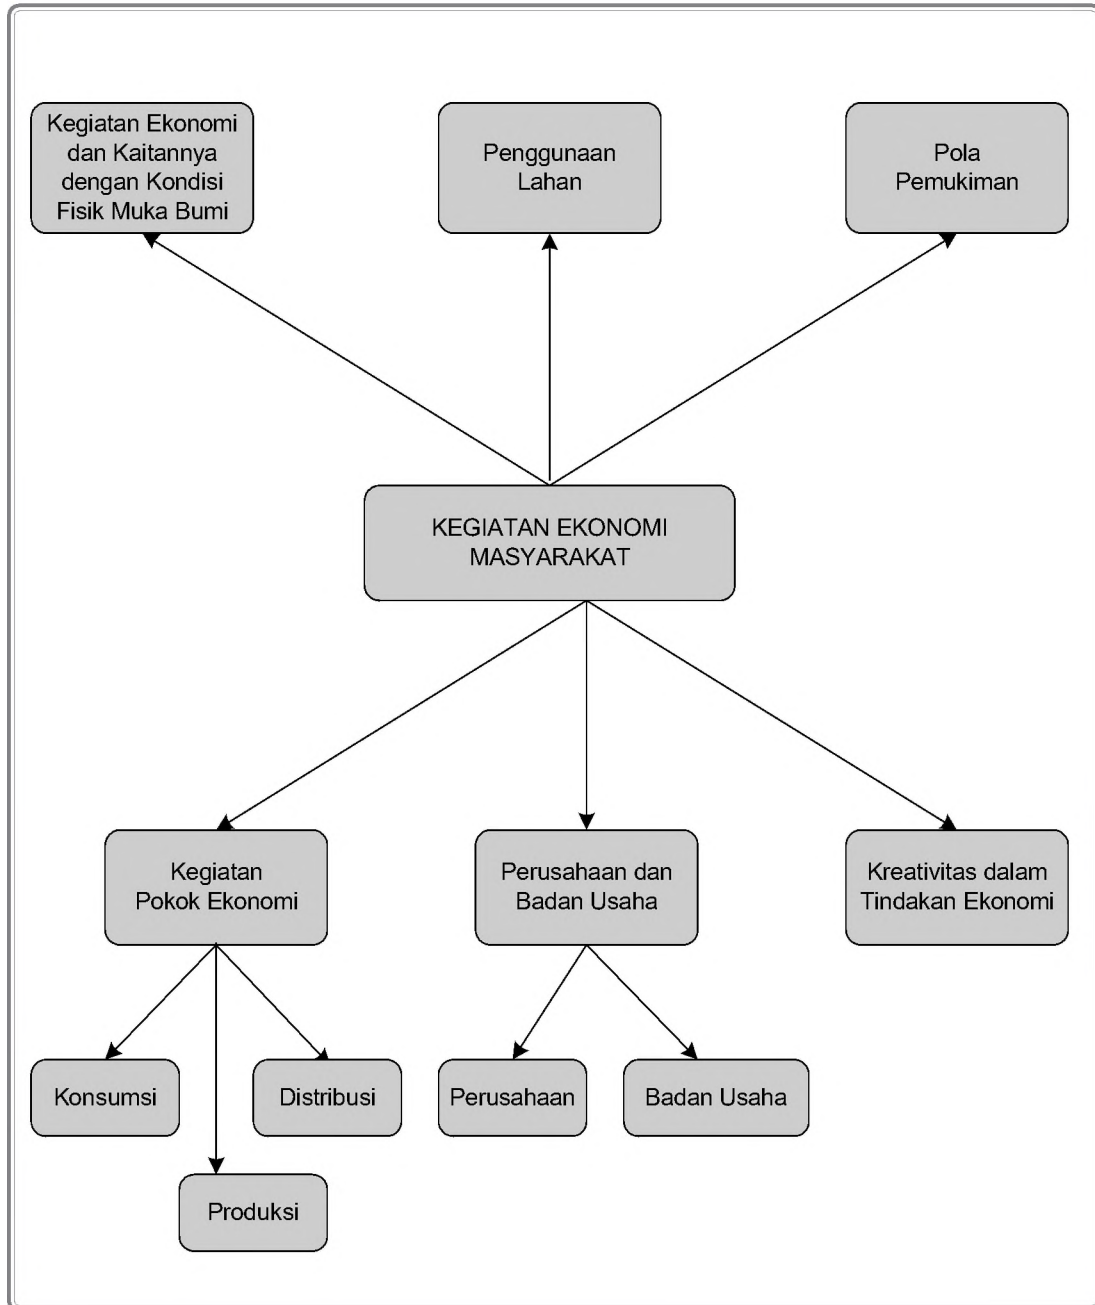 Kegiatan Ekonomi
dan Kaitannya
dengan Kondisi
Fisik Muka Bumi
Penggunaan
Lahan
Pola
Pemukiman
KEGIATAN EKONOMI
MASYARAKAT
Kegiatan
Pokok Ekonomi
Perusahaan dan
Badan Usaha
Kreativitas dalam
Tindakan Ekonomi
Konsumsi
Distribusi
Perusahaan
Badan Usaha
Produksi